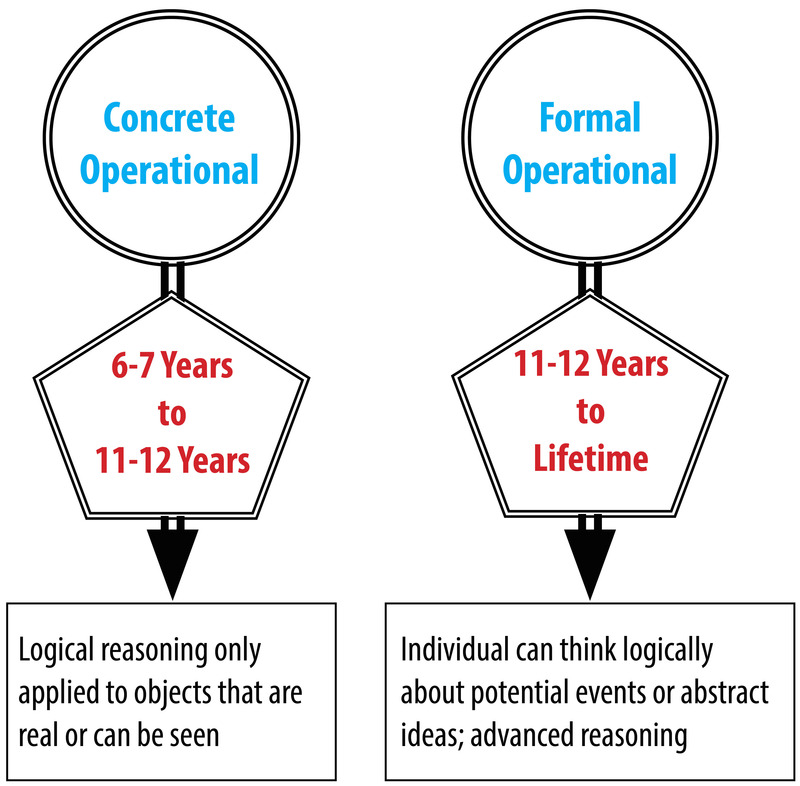 Concrete
Operational
6-7 Years
to
11-12 Years
Logical reasoning only
applied to objects that are
real or can be seen
Formal
Operational
11-12 Years
to
Lifetime
Individual can think logically
about potential events or abstract
ideas; advanced reasoning